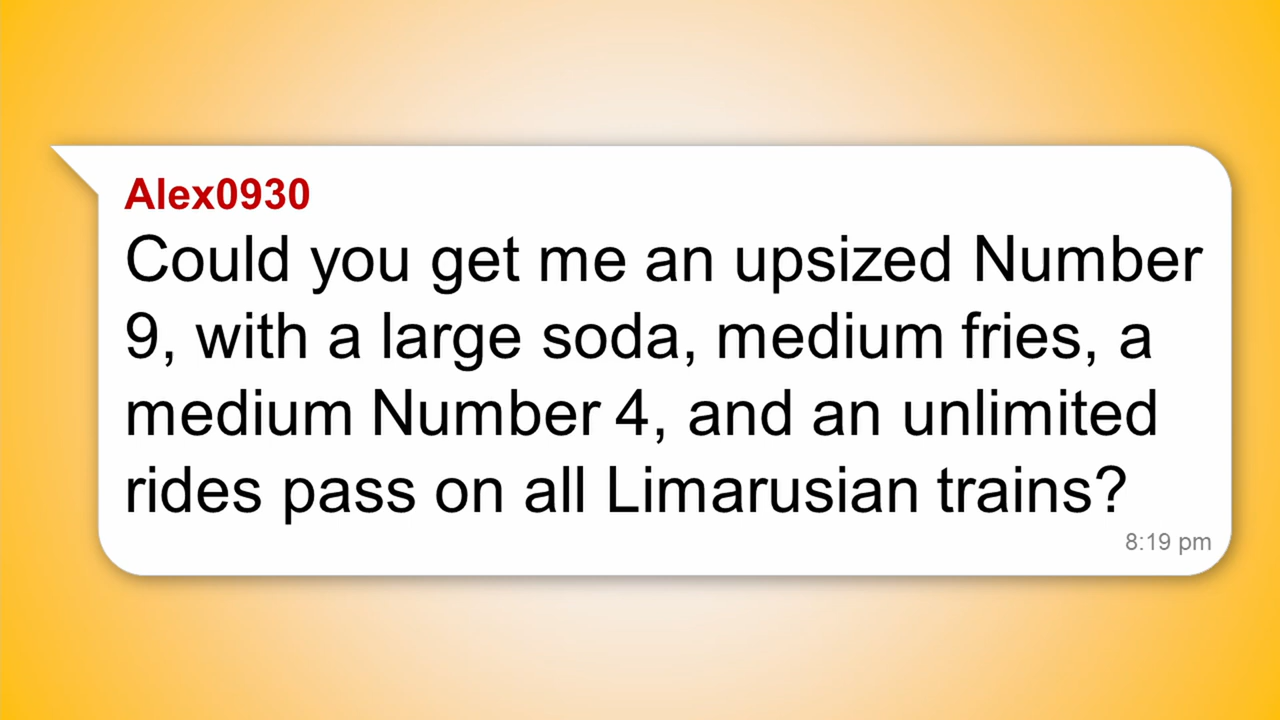 Alex0930
Could you get me an upsized Number
9, with a large soda, medium fries, a
medium Number 4, and an unlimited
rides pass on all Limarusian trains?
8:19 pm